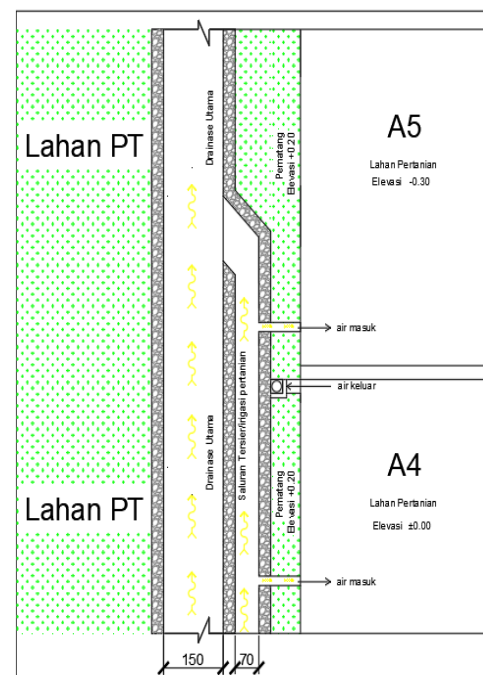 Lahan PT
Drainase Utama
Pematang
Elevasi +0.20
A5
Lahan Pertanian
Elevasi -0.30
air masuk
air keluar
Lahan PT
Drainase Utama
Saluran Tersier/irigasi pertanian
Pematang
Elevasi +0.20
A4
Lahan Pertanian
Elevasi ±0.00
air masuk
150
70